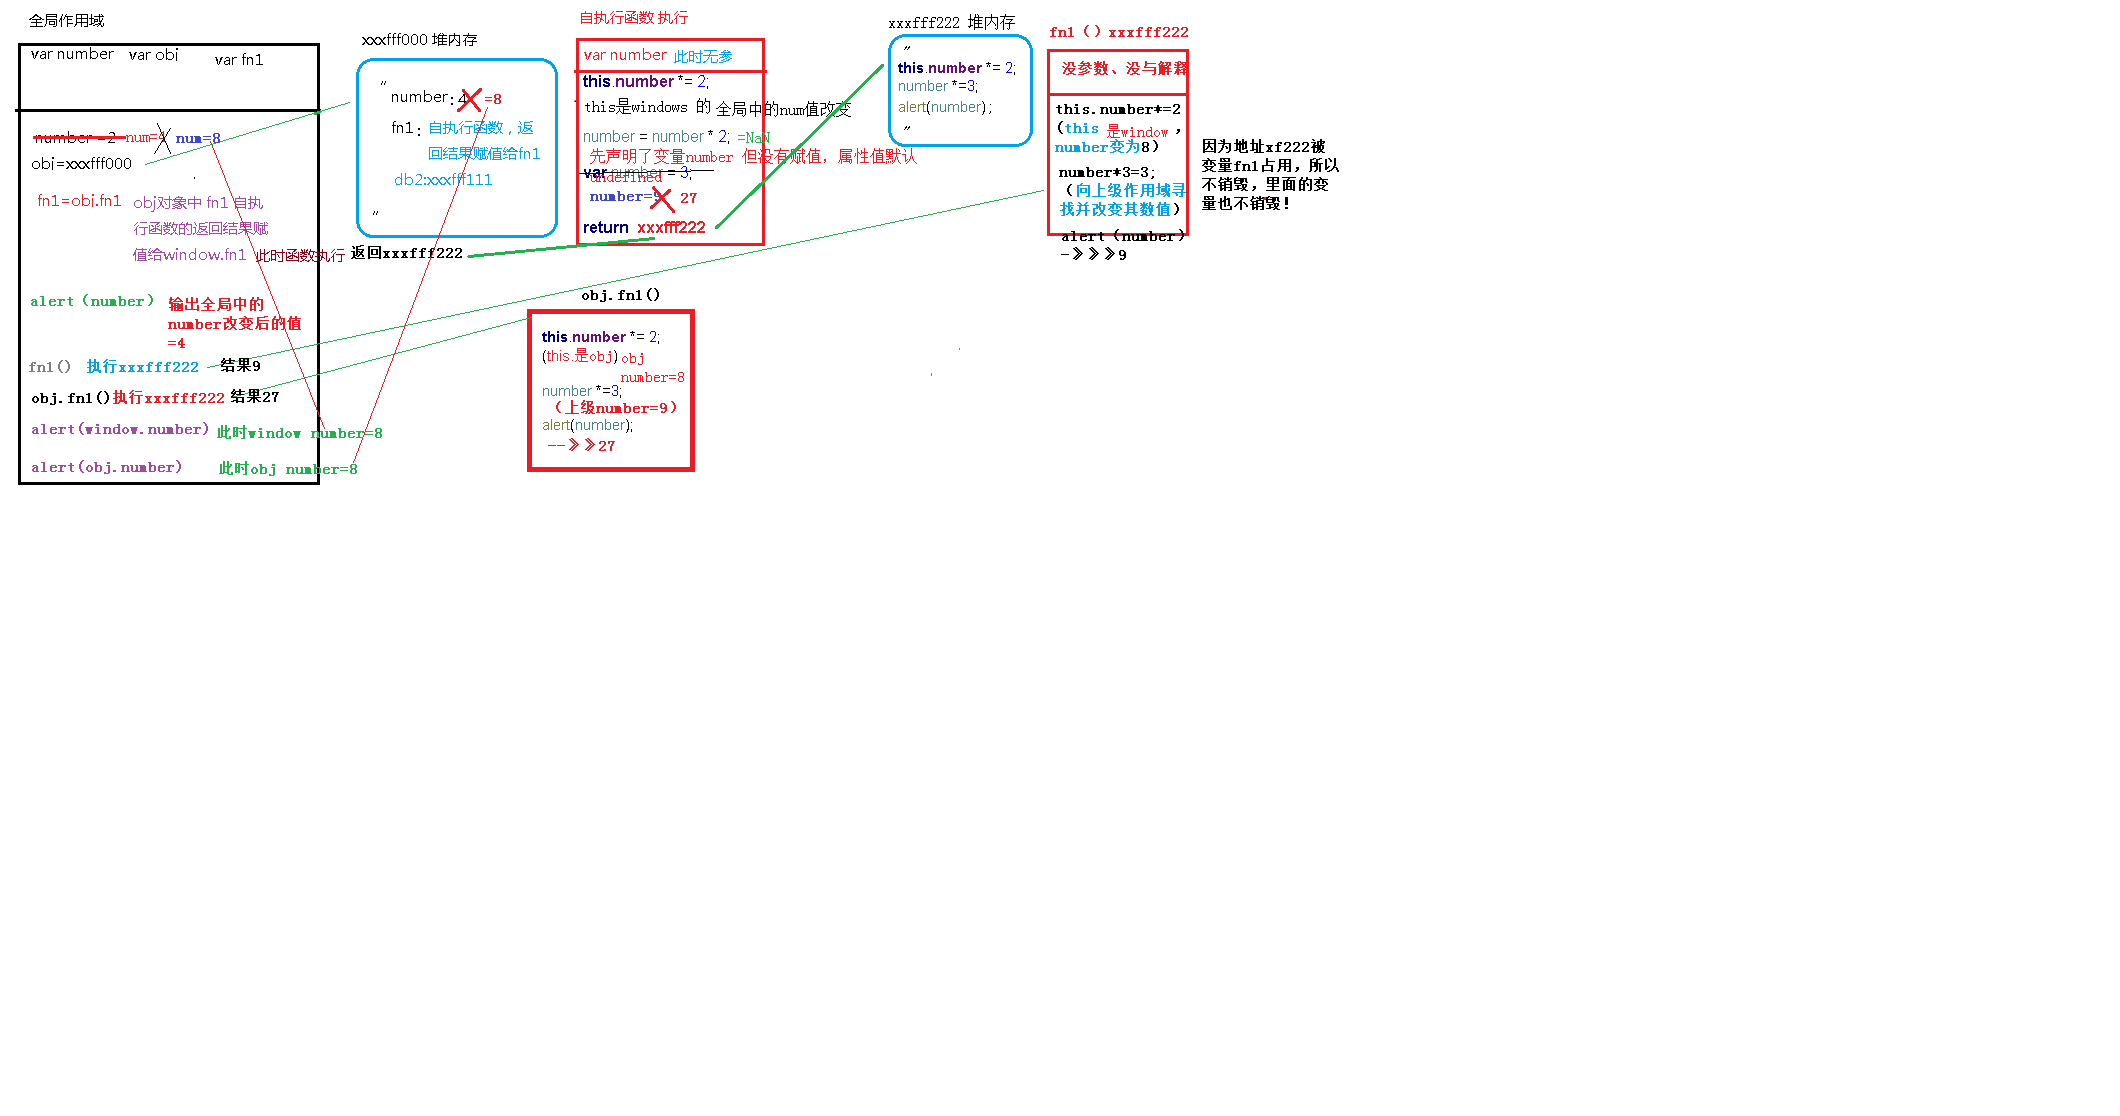 全局作用域
var number var obj var fn1
number =2 num=4 num=8
obj=xxxfff000
fn1=obj.fn1 obj对象中 fn1 自执
行函数的返回结果赋
值给window.fn1 此时函数执行 返回xxxfff222
alert（number） 输出全局中的
number改变后的值
=4
fn1() 执行xxxfff222 结果9
obj.fn1()执行xxxfff222 结果27
alert(window.number) 此时window number=8
alert(obj.number) 此时obj number=8
xxxfff000 堆内存
"
number：4 =8
fn1：自执行函数，返
回结果赋值给fn1
db2:xxxfff111
"
自执行函数 执行
var number 此时无参
this.number *= 2;
this是windows 的 全局中的num值改变
number = number * 2; =NaN
先声明了变量number 但没有赋值，属性值默认
undefined
var number = 3;
number=9 27
return xxxfff222
obj.fn1()
this.number *= 2;
(this.是obj) obj
number=8
number *=3;
（上级number=9）
alert(number);
--》》27
xxxfff222 堆内存
"
this.number *= 2;
number *=3;
alert(number);
"
fn1（）xxxfff222
没参数、没与解释
this.number*=2
(this 是window，
number变为8）
number*3=3;
（向上级作用域寻
找并改变其数值）
alert（number）
-》》》9
因为地址xf222被
变量fn1占用，所以
不销毁，里面的变
量也不销毁！